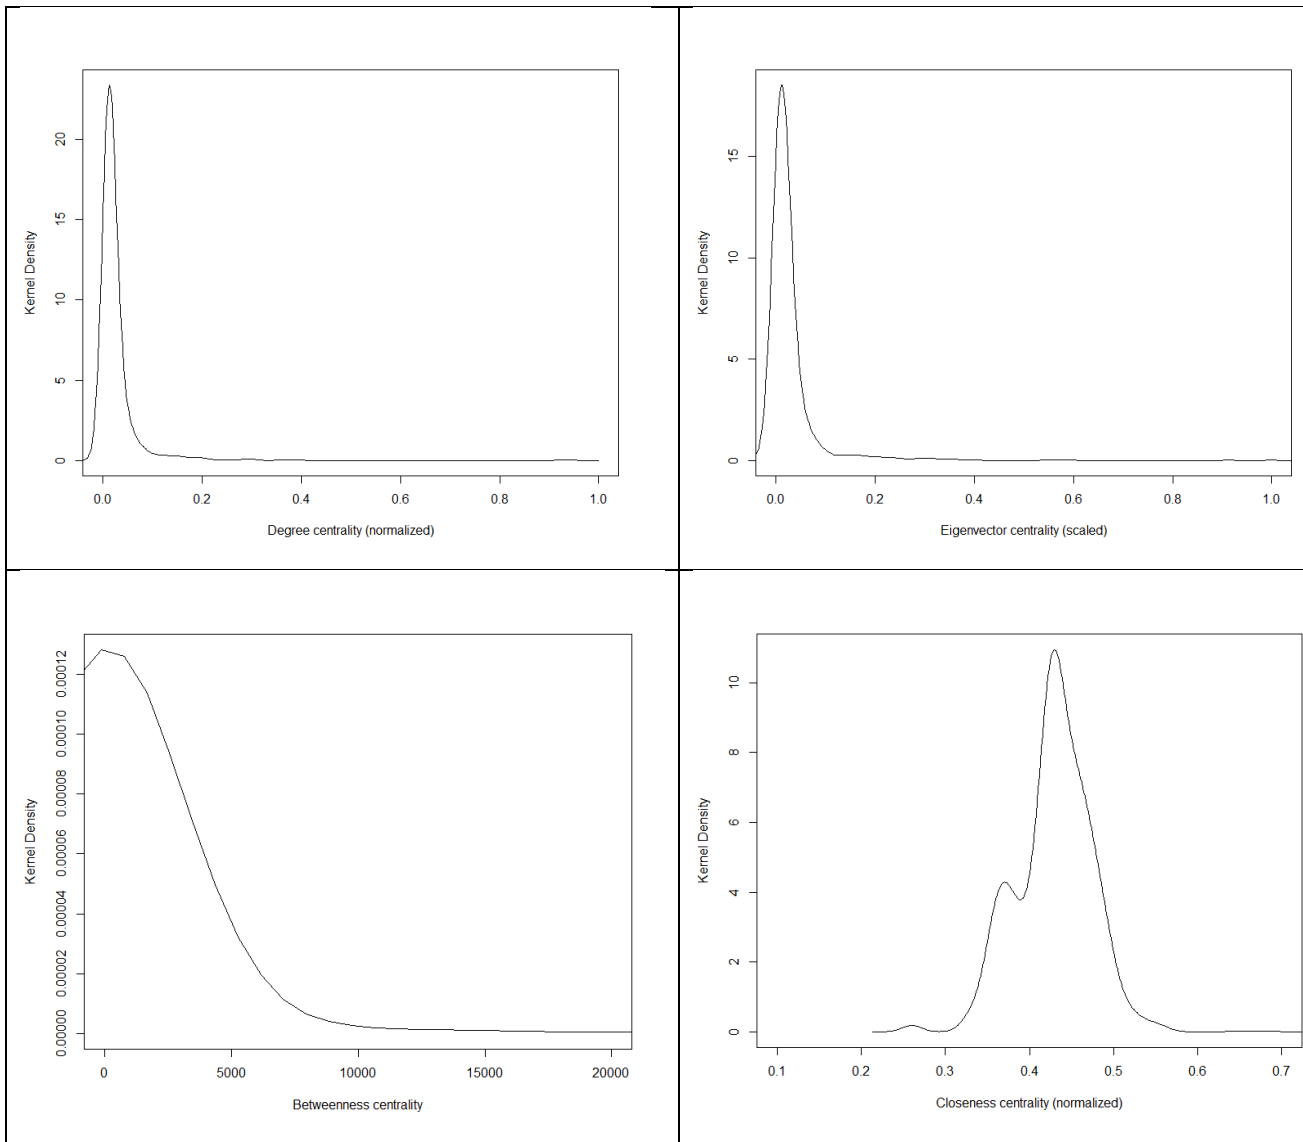 Kernel Density
20
15
10
5
0
0.0 0.2 0.4 0.6 0.8 1.0
Degree centrality (normalized)
Kernel Density
15
10
5
0
0.0 0.2 0.4 0.6 0.8 1.0
Eigenvector centrality (scaled)
Kernel Density
0.00012
0.00010
0.00008
0.00006
0.00004
0.00002
0.00000
0 5000 10000 15000 20000
Betweenness centrality
Kernel Density
10
8
6
4
2
0
0.1 0.2 0.3 0.4 0.5 0.6 0.7
Closeness centrality (normalized)